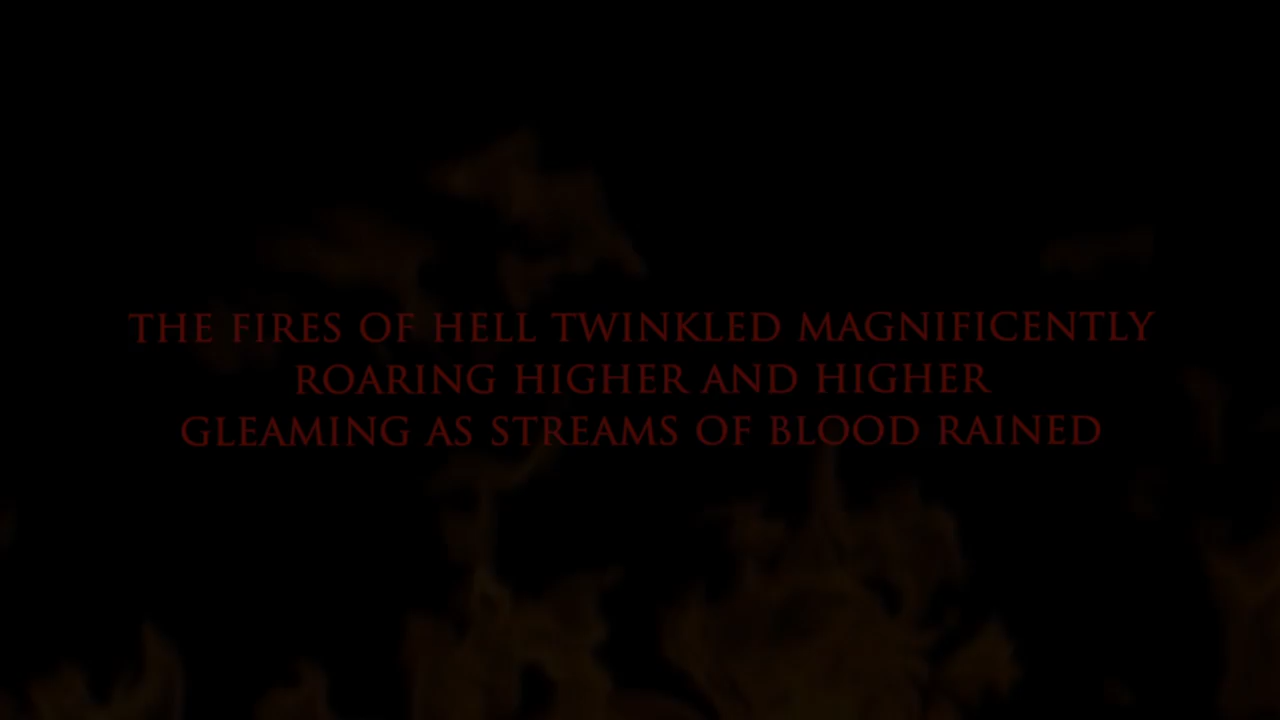 THE FIRES OF HELL TWINKLED MAGNIFICENTLY
ROARING HIGHER AND HIGHER
GLEAMING AS STREAMS OF BLOOD RAINED